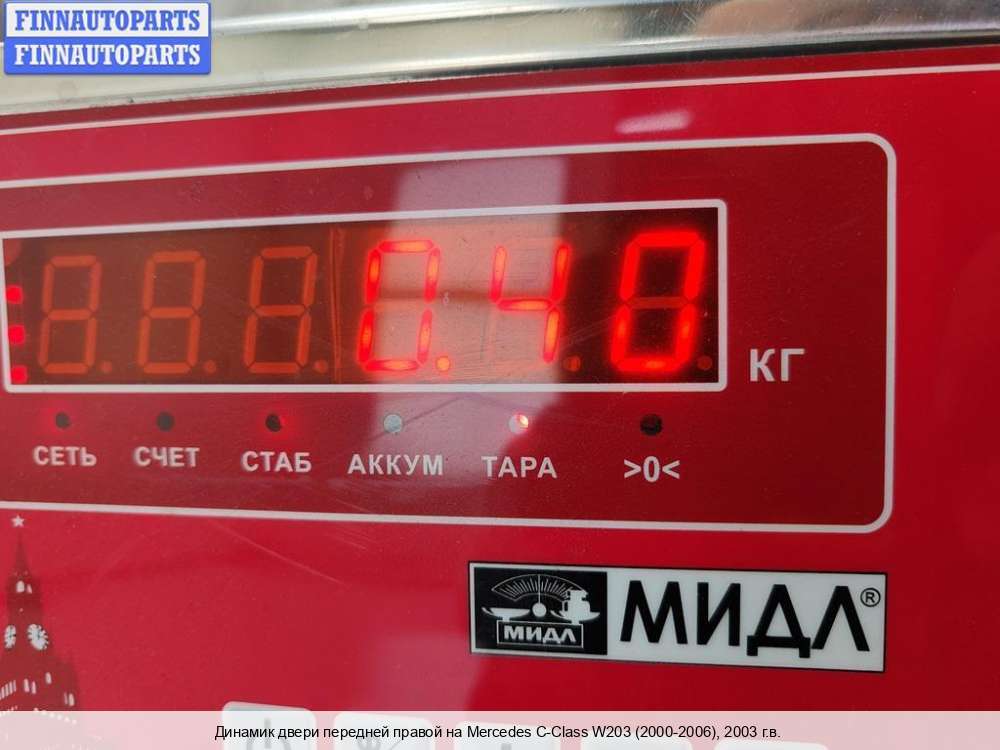 FINNAUTOPARTS
FINNAUTOPARTS
0.40
КГ
СЕТЬ СЧЕТ СТАБ АККУМ ТАРА >0<
МИДЛ МИДЛ®
Динамик двери передней правой на Mercedes C-Class W203 (2000-2006), 2003 г.в.